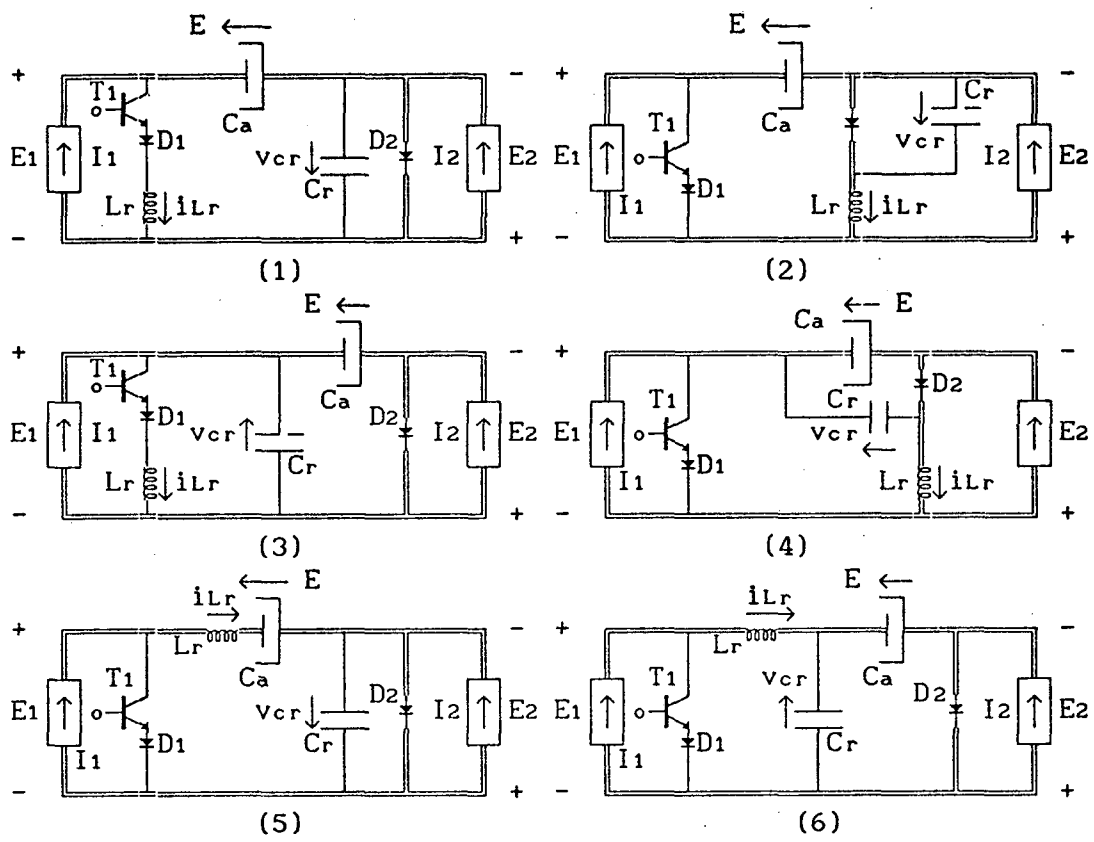 E
+
T1
E1
I1
D1
Lr
iLr
-
Ca
vcr
Cr
D2
I2
E2
-
+
(1)
E
+
T1
E1
I1
D1
-
Ca
Cr
vcr
Lr
iLr
I2
E2
-
+
(2)
E
+
T1
E1
I1
D1
Lr
iLr
-
vcr
Cr
Ca
D2
I2
E2
-
+
(3)
E
Ca
+
T1
E1
I1
D1
-
Cr
vcr
D2
Lr
iLr
E2
-
+
(4)
E
iLr
+
Lr
Ca
T1
E1
I1
D1
-
vcr
Cr
D2
I2
E2
-
+
(5)
E
iLr
+
Lr
Ca
T1
E1
I1
D1
-
vcr
Cr
D2
I2
E2
-
+
(6)